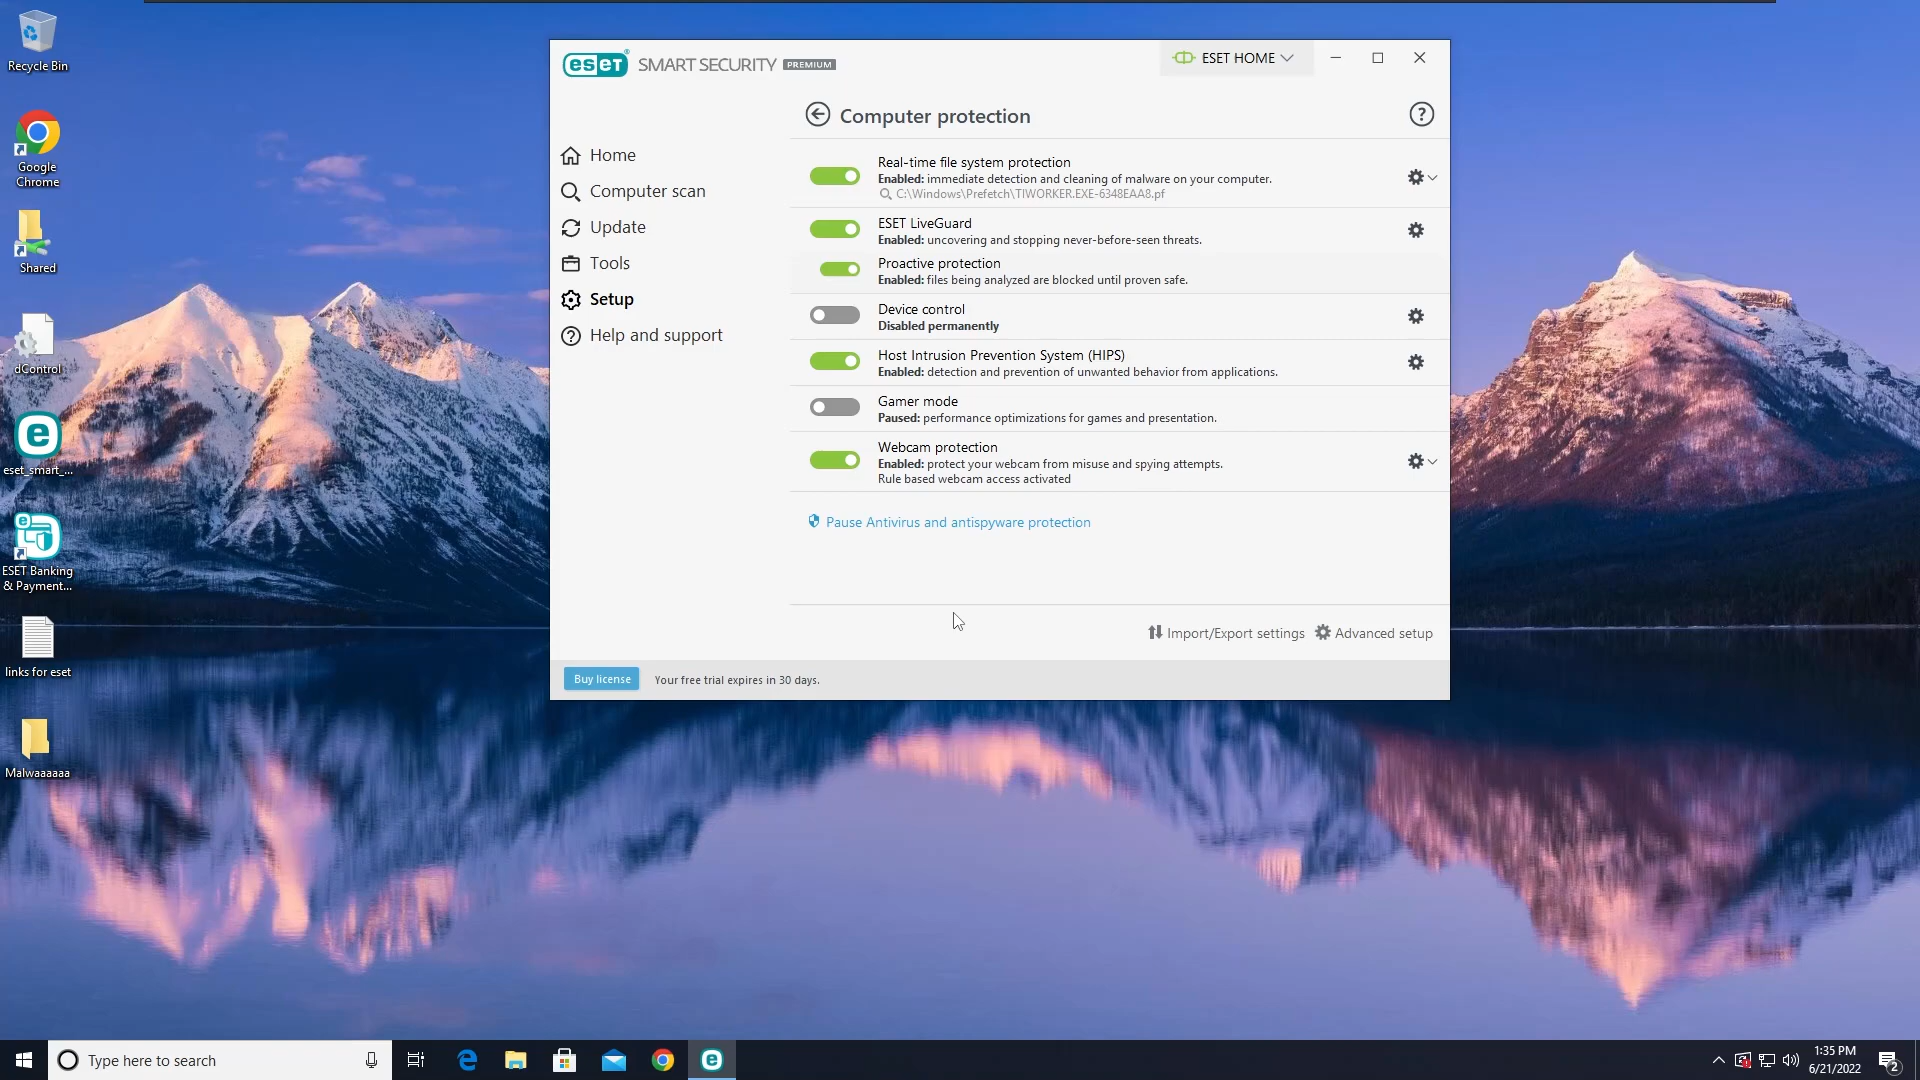 Recycle Bin
Google
Chrome
Shared
dControl
eset_smart_...
ESET Banking
& Payment...
links for eset
Malwaaaaaa
eset SMART SECURITY PREMIUM
ESET HOME
Home
Computer scan
Update
Tools
Setup
Help and support
Computer protection
Real-time file system protection
Enabled: immediate detection and cleaning of malware on your computer.
C:\Windows\Prefetch\TIWORKER.EXE-6348EAA8.pf
ESET LiveGuard
Enabled: uncovering and stopping never-before-seen threats.
Proactive protection
Enabled: files being analyzed are blocked until proven safe.
Device control
Disabled permanently
Host Intrusion Prevention System (HIPS)
Enabled: detection and prevention of unwanted behavior from applications.
Gamer mode
Paused: performance optimizations for games and presentation.
Webcam protection
Enabled: protect your webcam from misuse and spying attempts.
Rule based webcam access activated
Pause Antivirus and antispyware protection
Import/Export settings Advanced setup
Buy license Your free trial expires in 30 days.
Type here to search
1:35 PM
6/21/2022
2